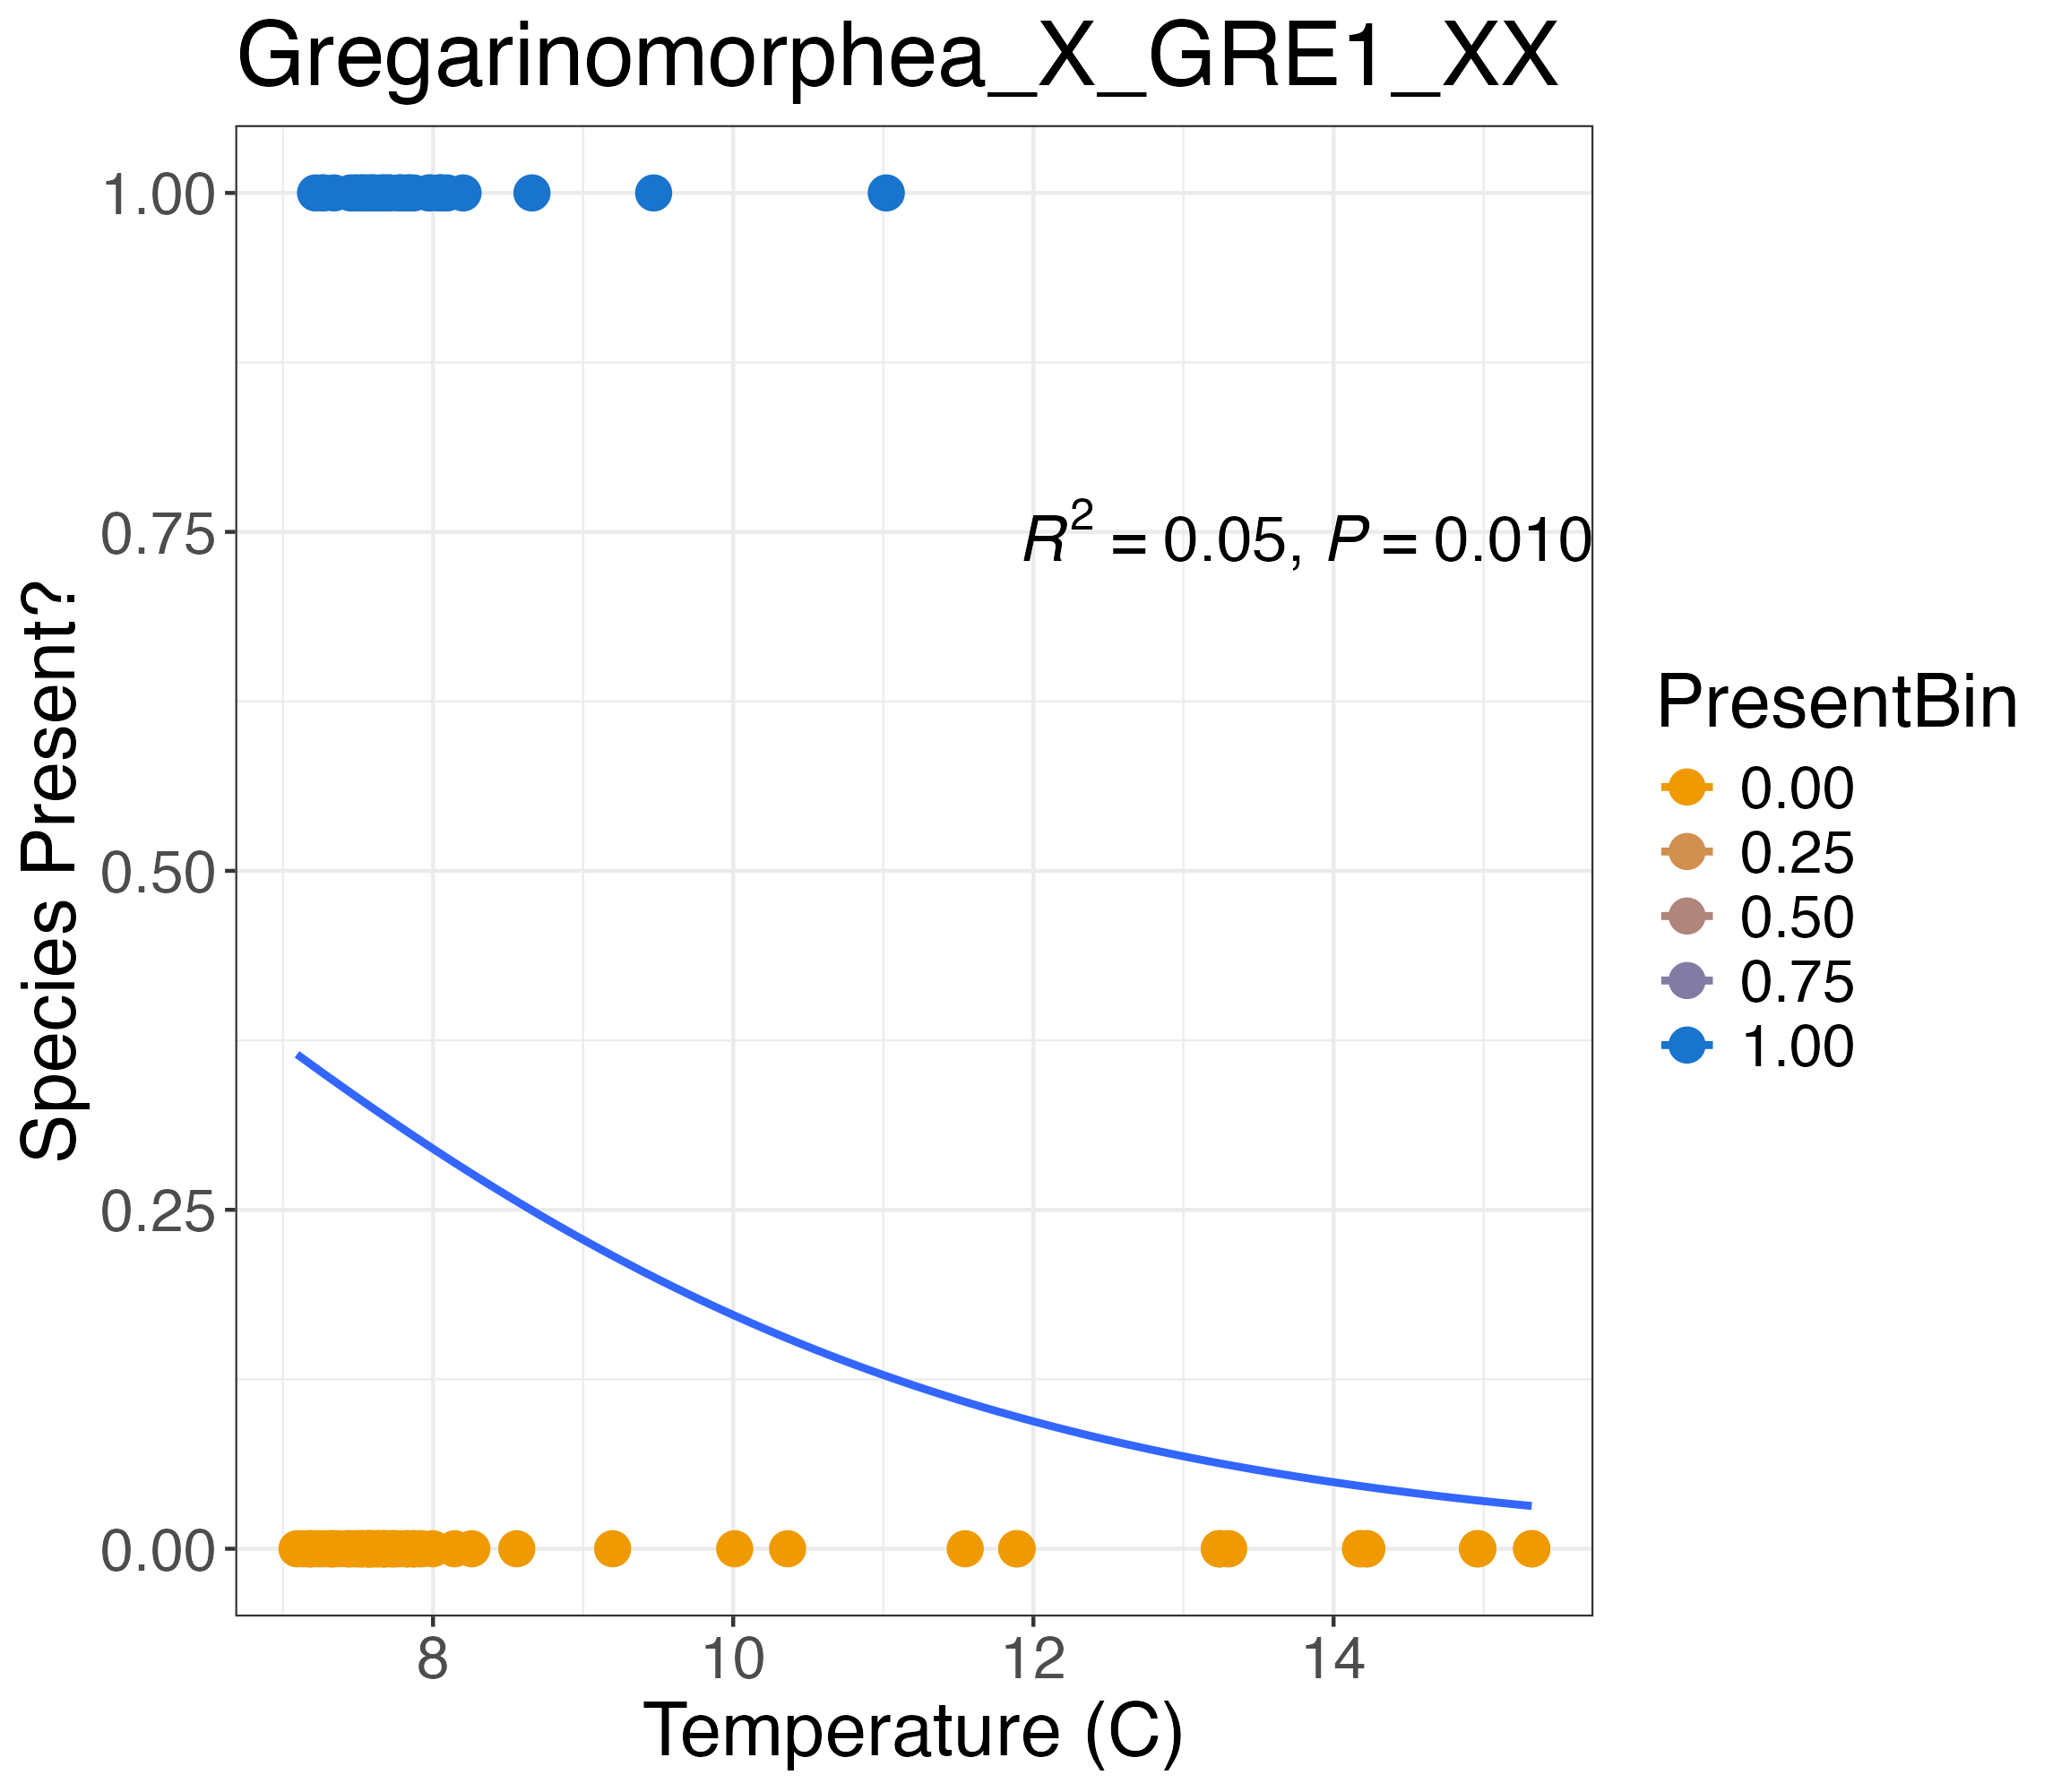 Gregarinomorphea_X_GRE1_XX
1.00
0.75
0.50
0.25
0.00
Species Present?
R² = 0.05, P = 0.010
8 10 12 14
Temperature (C)
PresentBin
0.00
0.25
0.50
0.75
1.00